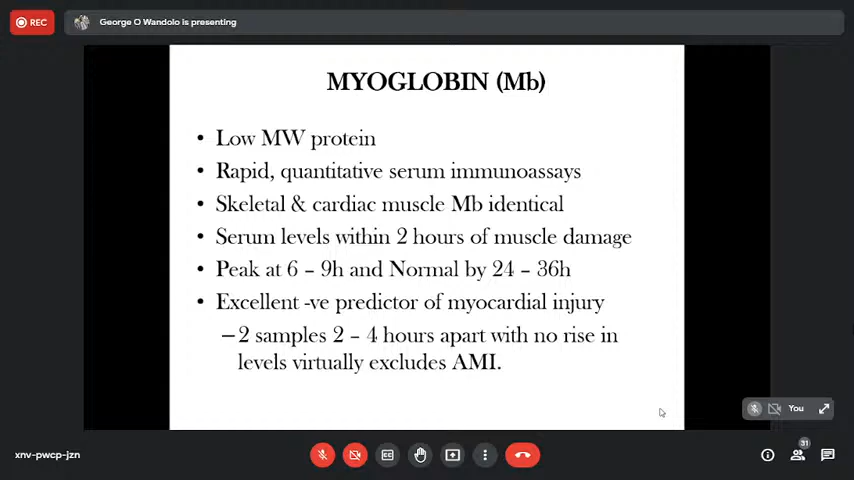 REC
George O Wandolo is presenting
MYOGLOBIN (Mb)
• Low MW protein
• Rapid, quantitative serum immunoassays
• Skeletal & cardiac muscle Mb identical
• Serum levels within 2 hours of muscle damage
• Peak at 6 – 9h and Normal by 24 – 36h
• Excellent -ve predictor of myocardial injury
– 2 samples 2 – 4 hours apart with no rise in
levels virtually excludes AMI.
You
xnv-pwcp-jzn
31